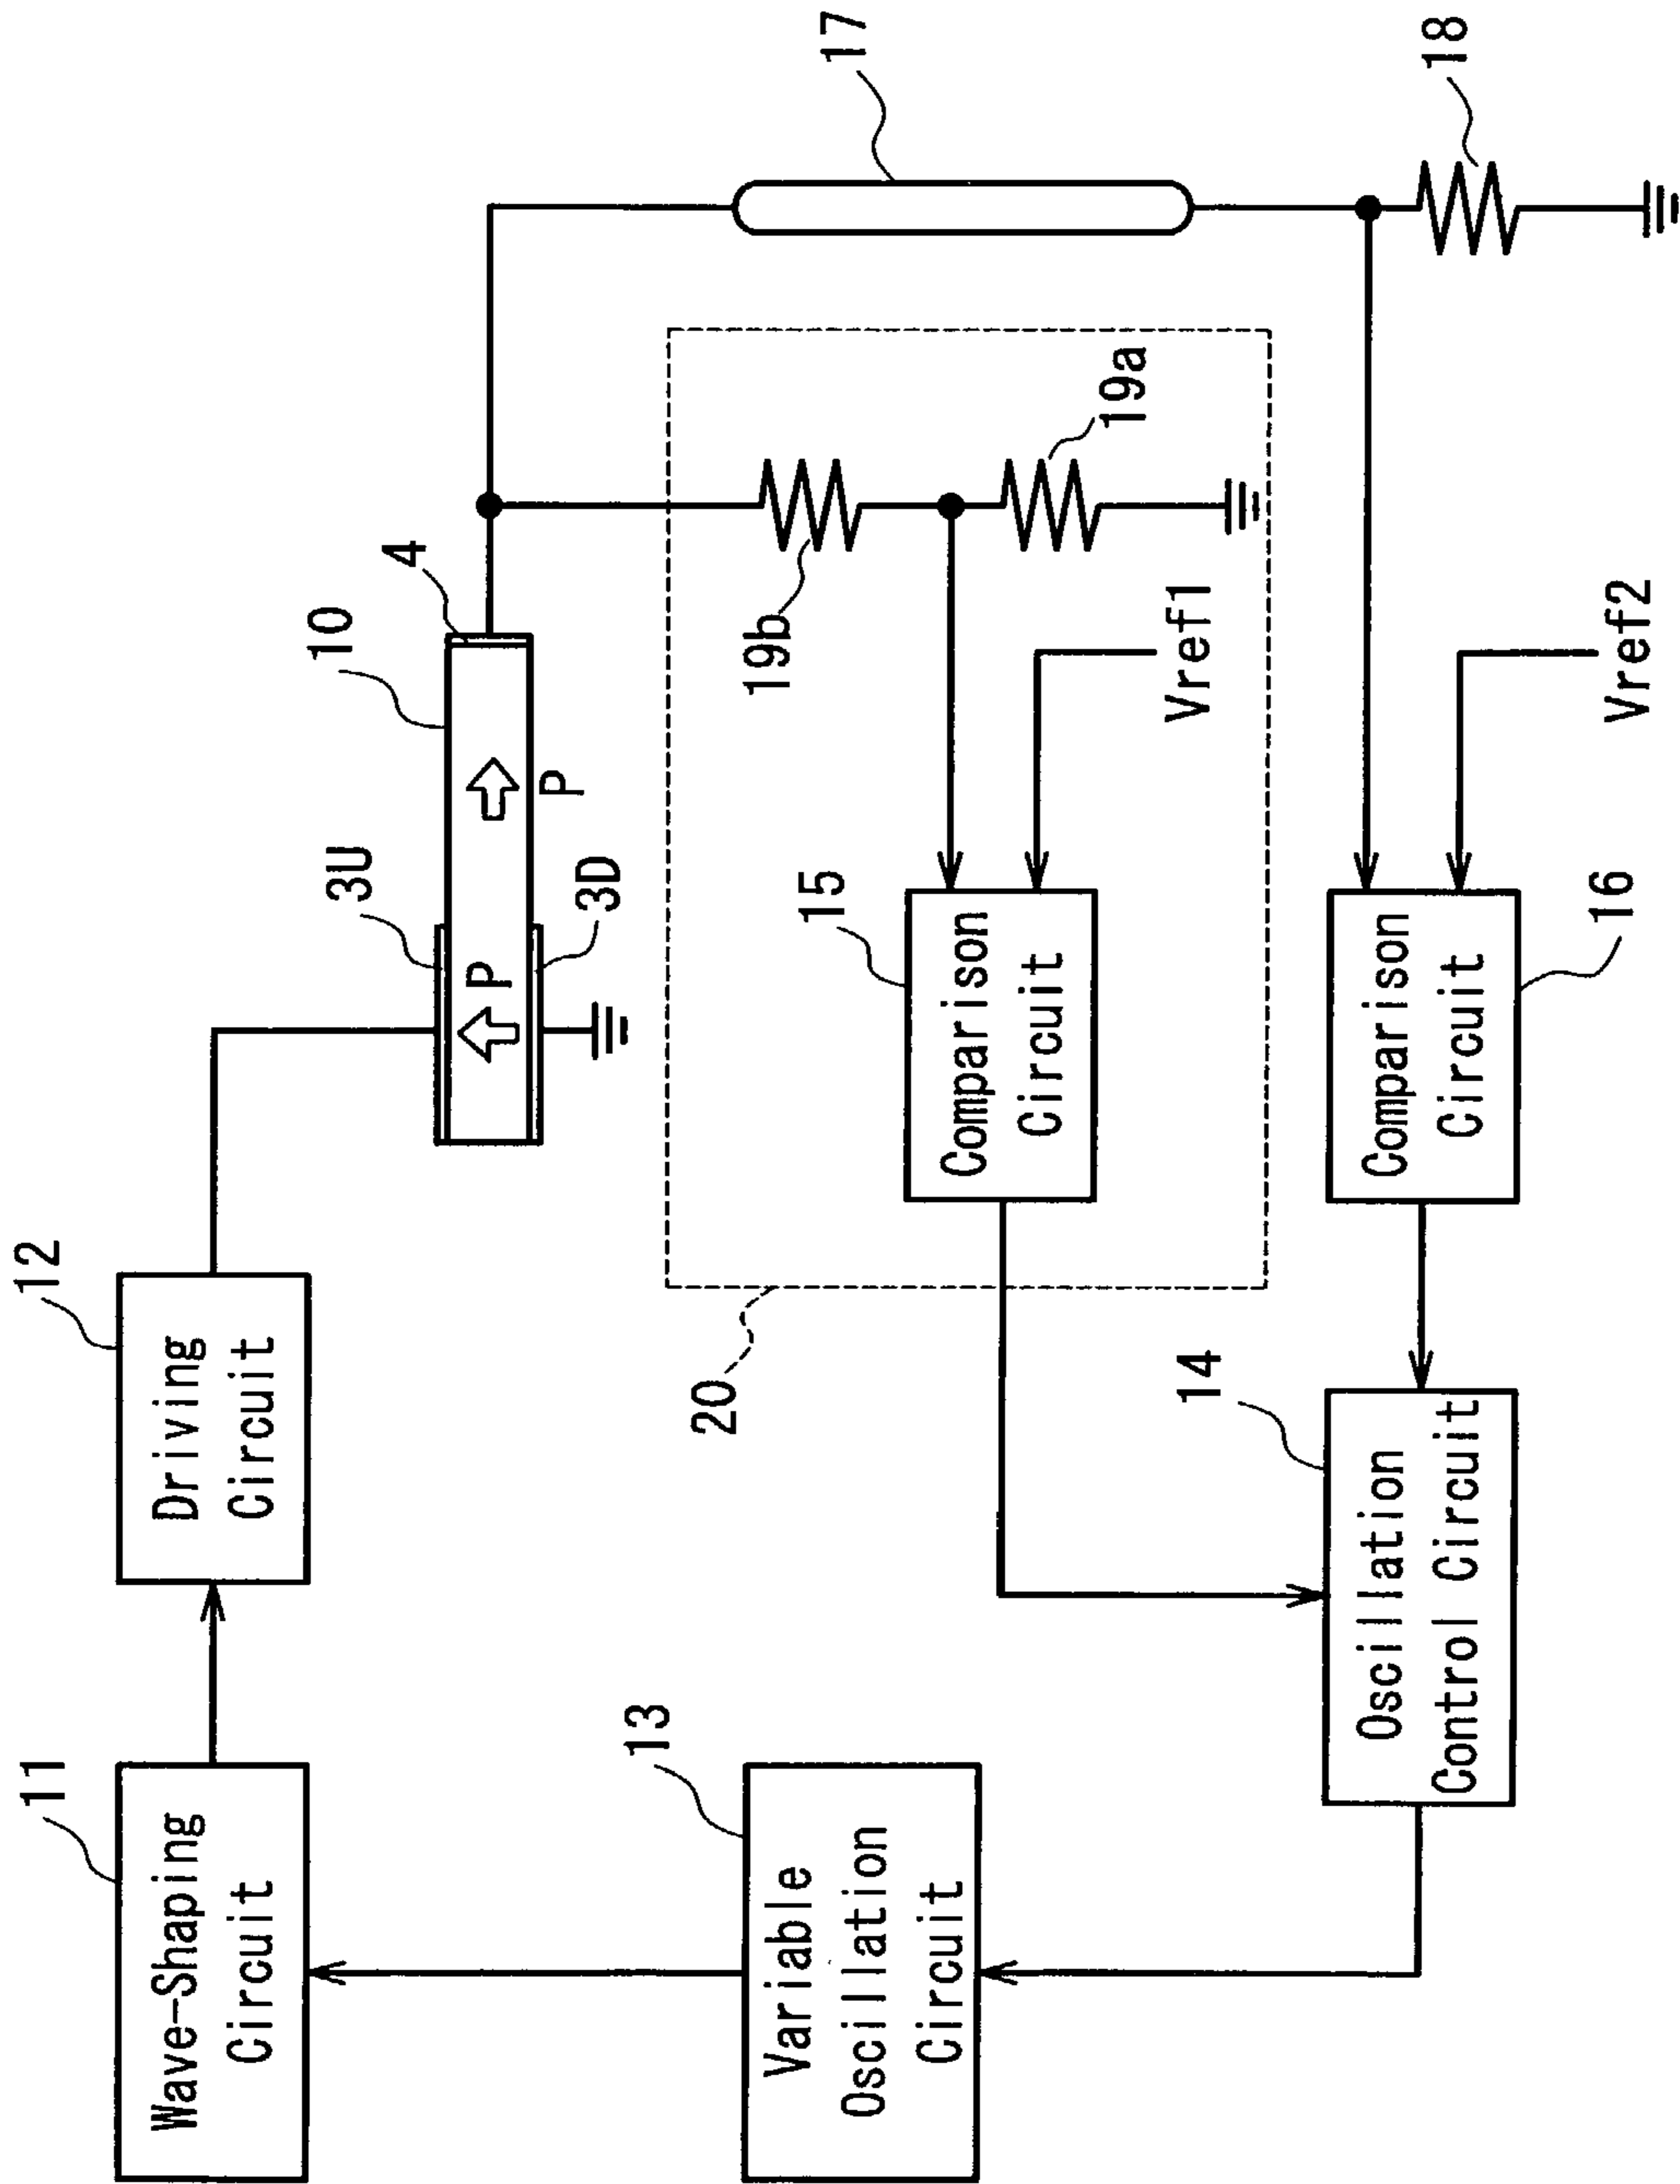 11
Wave-Shaping
Circuit
12
Driving
Circuit
3U
P
3D
10
P
4
17
13
Variable
Oscillation
Circuit
20
15
Comparison
Circuit
19b
19a
Vref1
14
Oscillation
Control Circuit
16
Comparison
Circuit
Vref2
18